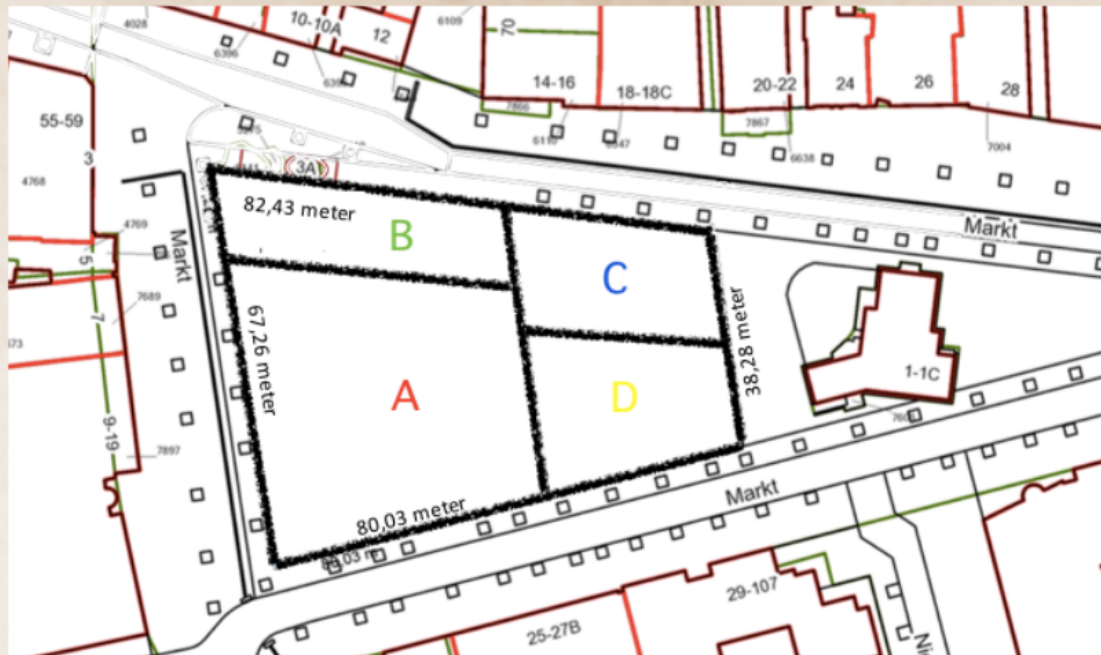 4028
10-10A
12
6109
70
6396
14-16
18-18C
20-22
24
26
28
7866
7867
55-59
3
6638
7004
3A
4768
82,43 meter
B
Markt
4769
Markt
C
5
7689
7
67,26 meter
38,28 meter
A
D
1-1C
9-19
7897
80,03 meter
Markt
29-107
25-27B